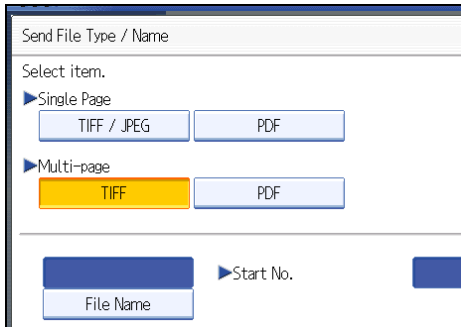 Send File Type / Name
Select item.
Single Page
TIFF / JPEG PDF
Multi-page
TIFF PDF
Start No.
File Name